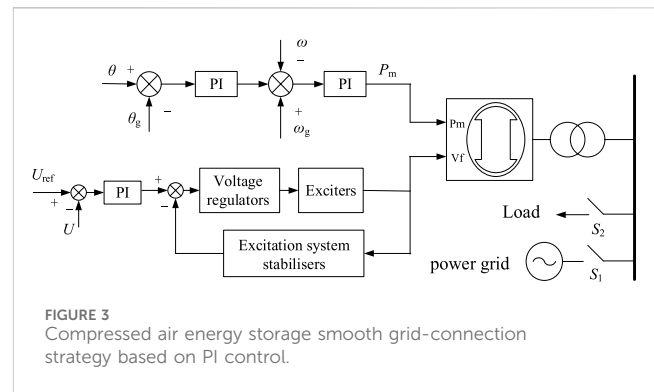 ω
−
θ + PI PI Pm
θg − +
ωg
Pm
Vf
Uref + − PI + − Voltage regulators Exciters
U
Excitation system stabilisers
Load S2
power grid S1
FIGURE 3
Compressed air energy storage smooth grid-connection
strategy based on PI control.